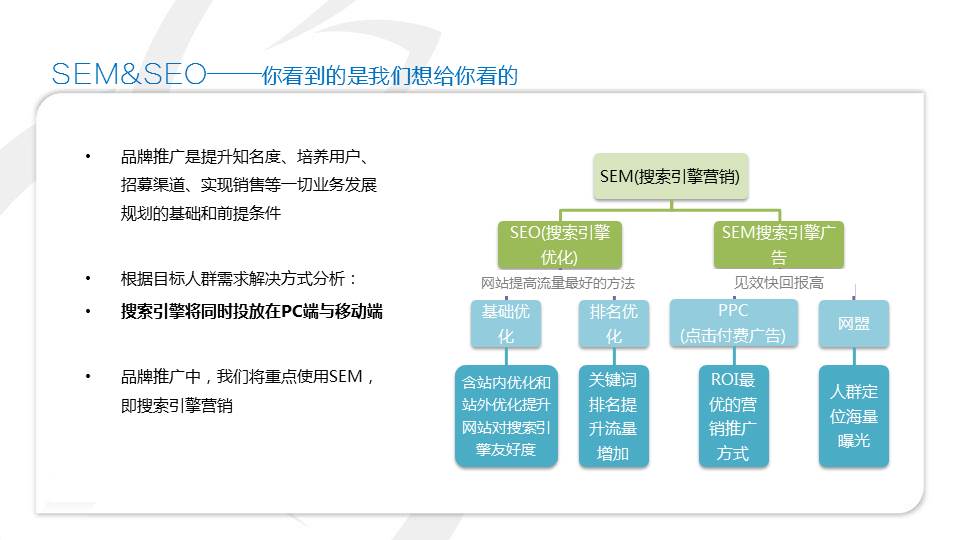 SEM&SEO——你看到的是我们想给你看的
• 品牌推广是提升知名度、培养用户、
招募渠道、实现销售等一切业务发展
规划的基础和前提条件
• 根据目标人群需求解决方式分析：
• 搜索引擎将同时投放在PC端与移动端
• 品牌推广中，我们将重点使用SEM，
即搜索引擎营销
SEM(搜索引擎营销)
SEO(搜索引擎
优化)
SEM搜索引擎广
告
网站提高流量最好的方法
见效快回报高
基础优
化
排名优
化
PPC
(点击付费广告)
网盟
含站内优化和
站外优化提升
网站对搜索引
擎友好度
关键词
排名提
升流量
增加
ROI最
优的营
销推广
方式
人群定
位海量
曝光